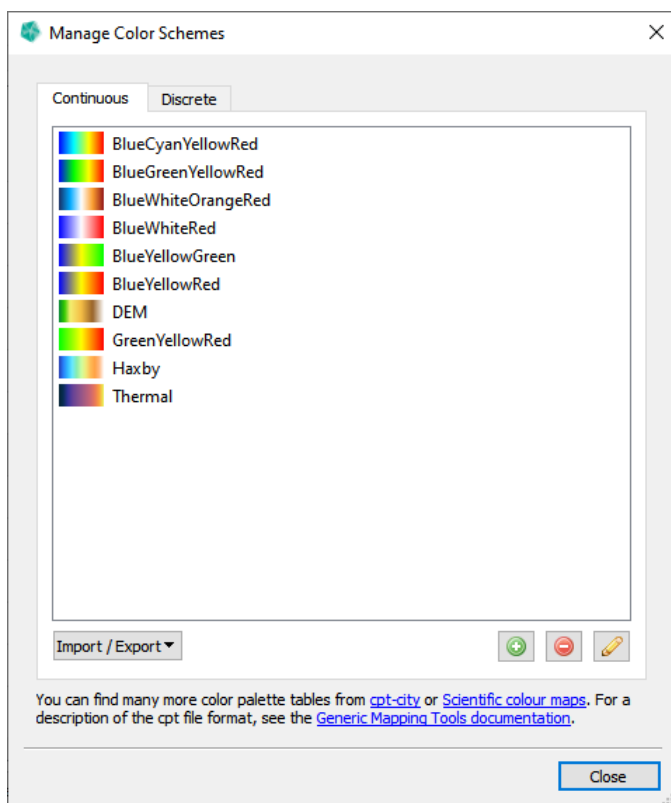 Manage Color Schemes
Continuous
Discrete
BlueCyanYellowRed
BlueGreenYellowRed
BlueWhiteOrangeRed
BlueWhiteRed
BlueYellowGreen
BlueYellowRed
DEM
GreenYellowRed
Haxby
Thermal
Import / Export
You can find many more color palette tables from cpt-city or Scientific colour maps. For a
description of the cpt file format, see the Generic Mapping Tools documentation.
Close